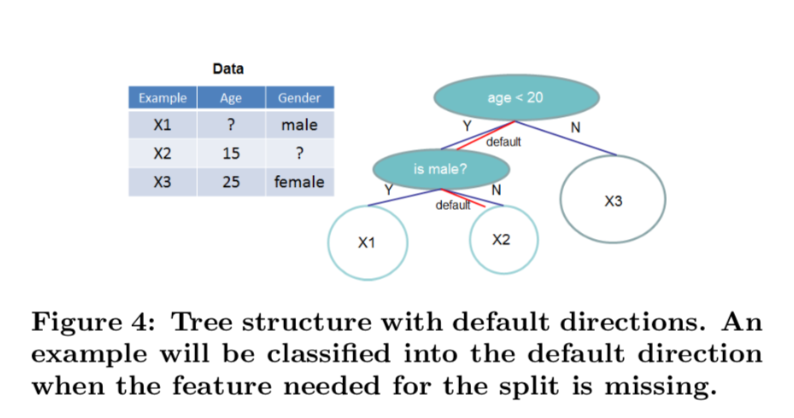 Data
Example Age Gender
X1 ? male
X2 15 ?
X3 25 female
age < 20
Y N
default
is male?
Y N
default
X1 X2 X3
Figure 4: Tree structure with default directions. An
example will be classified into the default direction
when the feature needed for the split is missing.